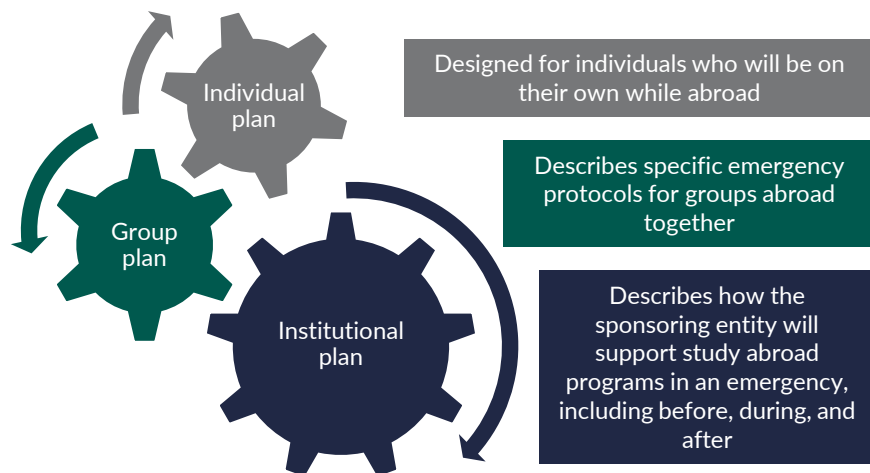 Individual
plan
Designed for individuals who will be on
their own while abroad
Group
plan
Describes specific emergency
protocols for groups abroad
together
Institutional
plan
Describes how the
sponsoring entity will
support study abroad
programs in an emergency,
including before, during, and
after